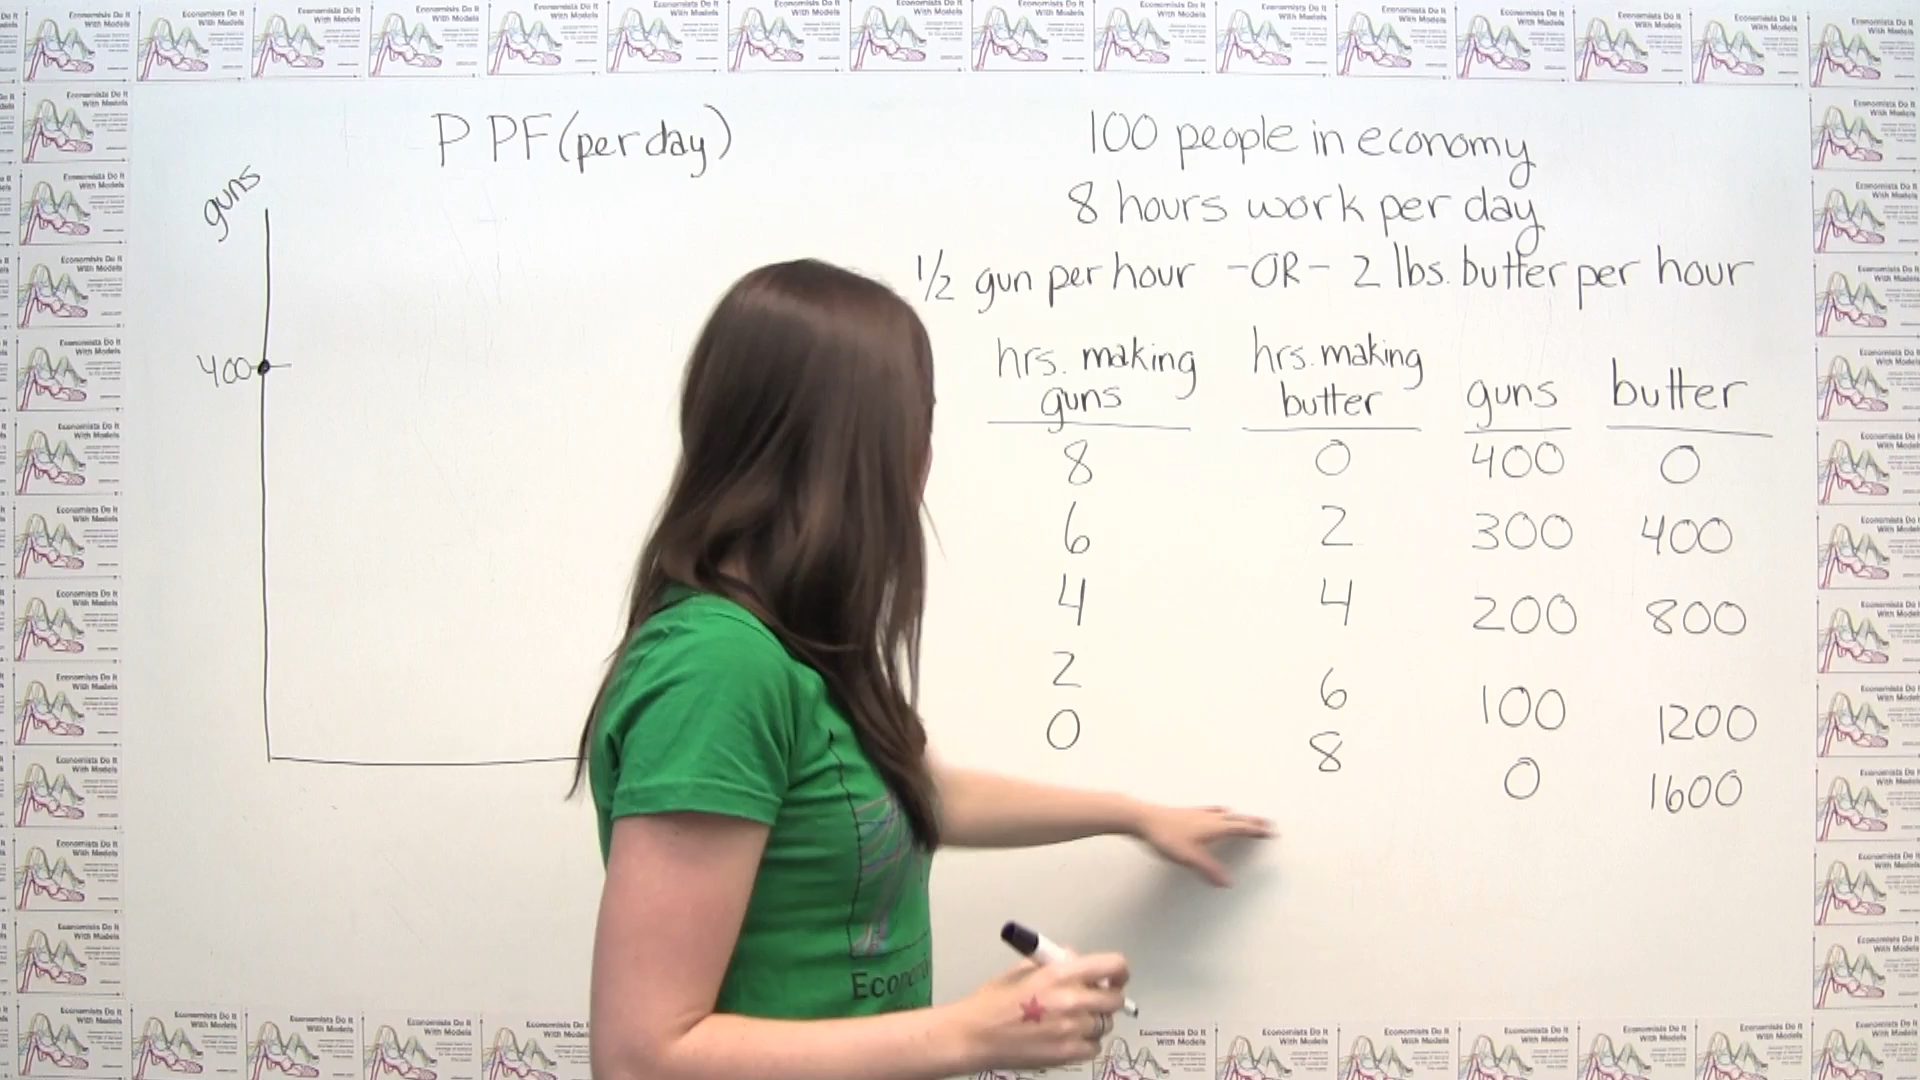 PPF (per day)
guns
400
100 people in economy
8 hours work per day
1/2 gun per hour -OR- 2 lbs. butter per hour
hrs. making guns hrs. making butter guns butter
8 0 400 0
6 2 300 400
4 4 200 800
2 6 100 1200
0 8 0 1600
Economists Do It
With Models